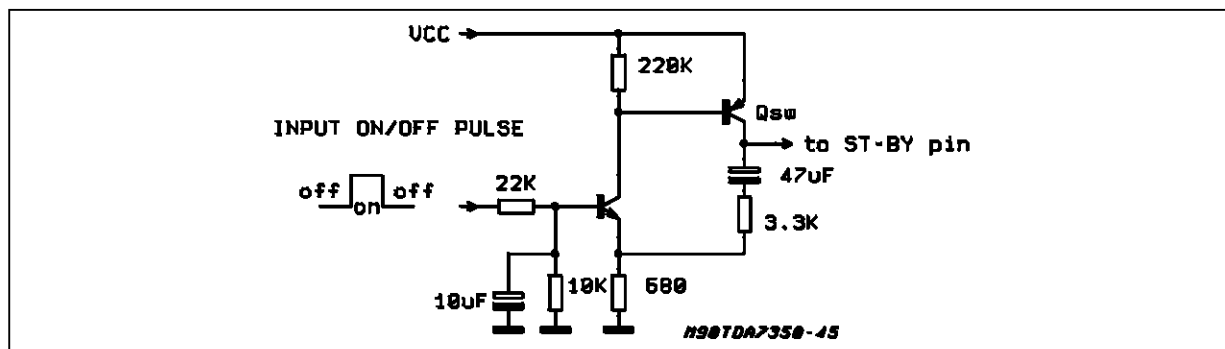 VCC
220K
Qsw
INPUT ON/OFF PULSE
to ST-BY pin
47uF
off on off
22K
3.3K
10uF
10K
680
M90TDA7350-45